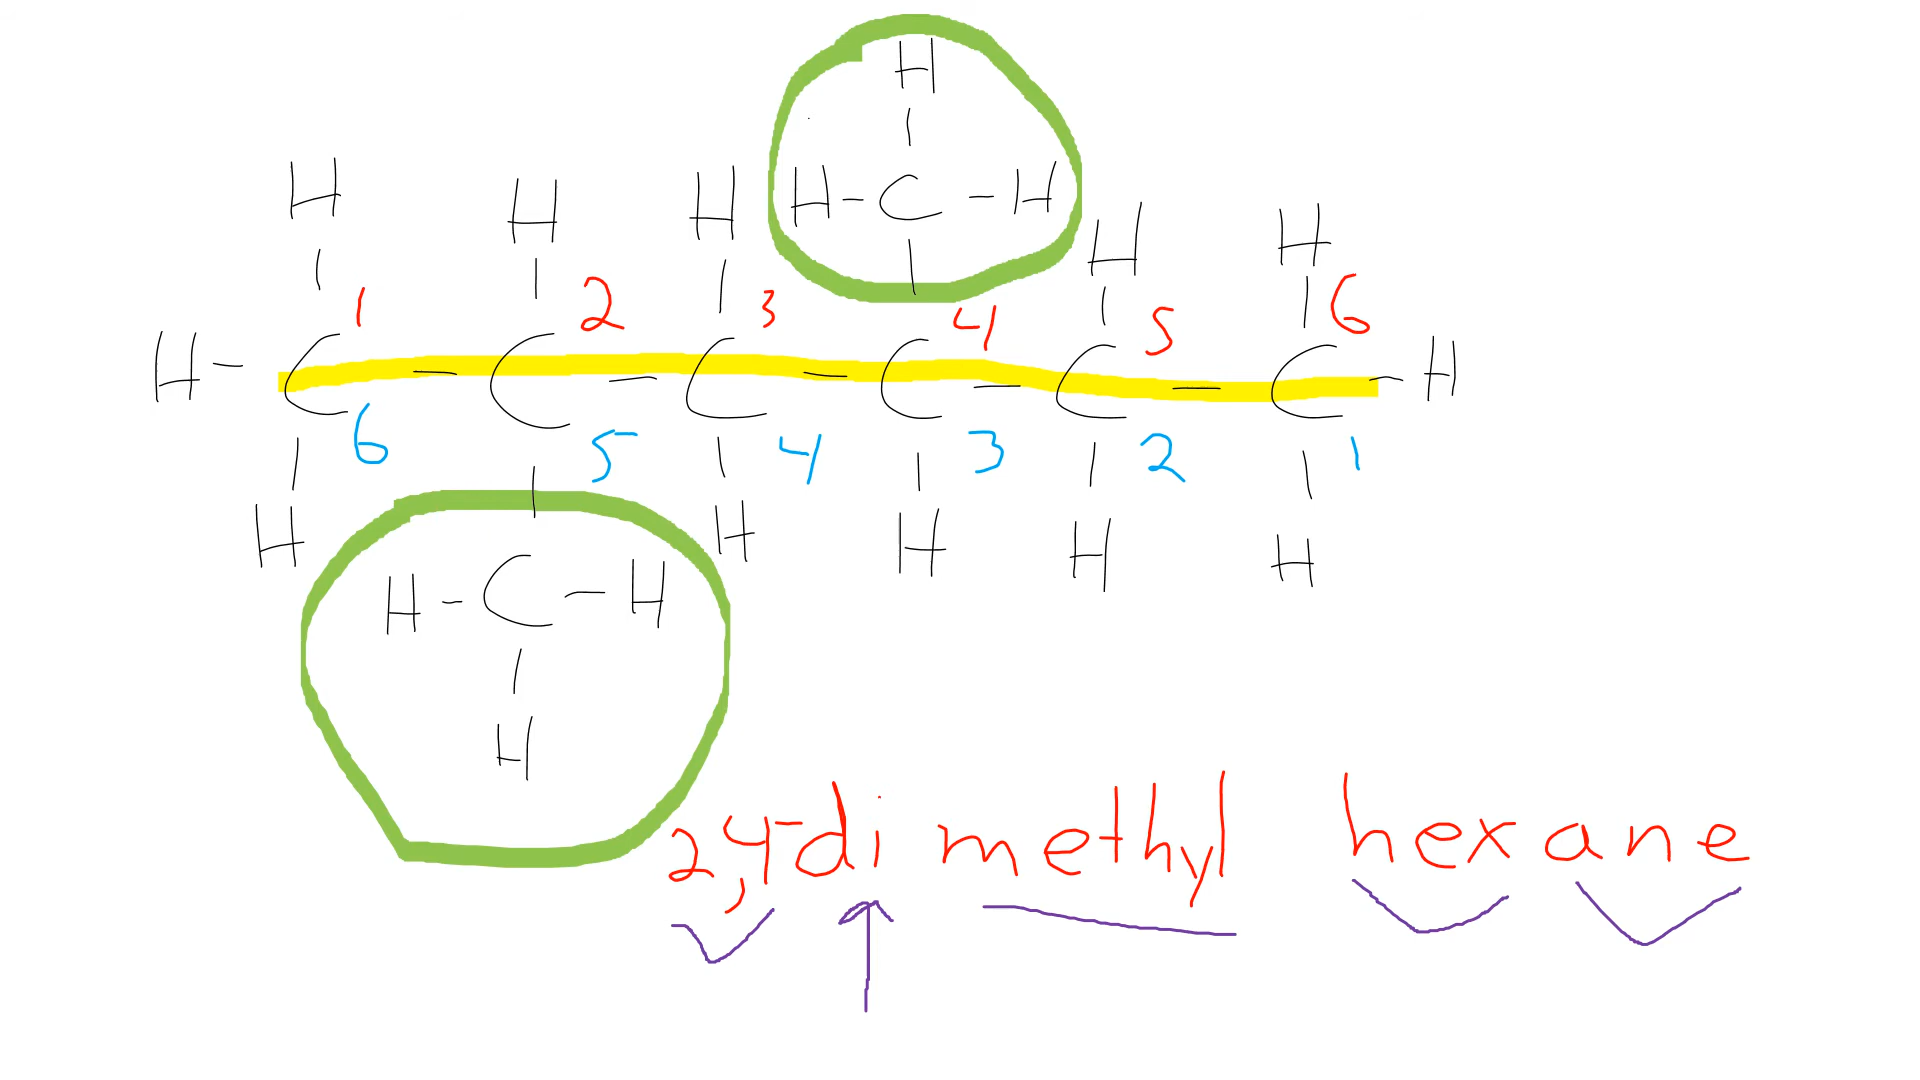 H
H H H H - C - H H H
1 2 3 4 5 6
H - C - C - C - C - C - C - H
6 5 4 3 2 1
H H H H H
H - C - H
H
2,4-di methyl hexane